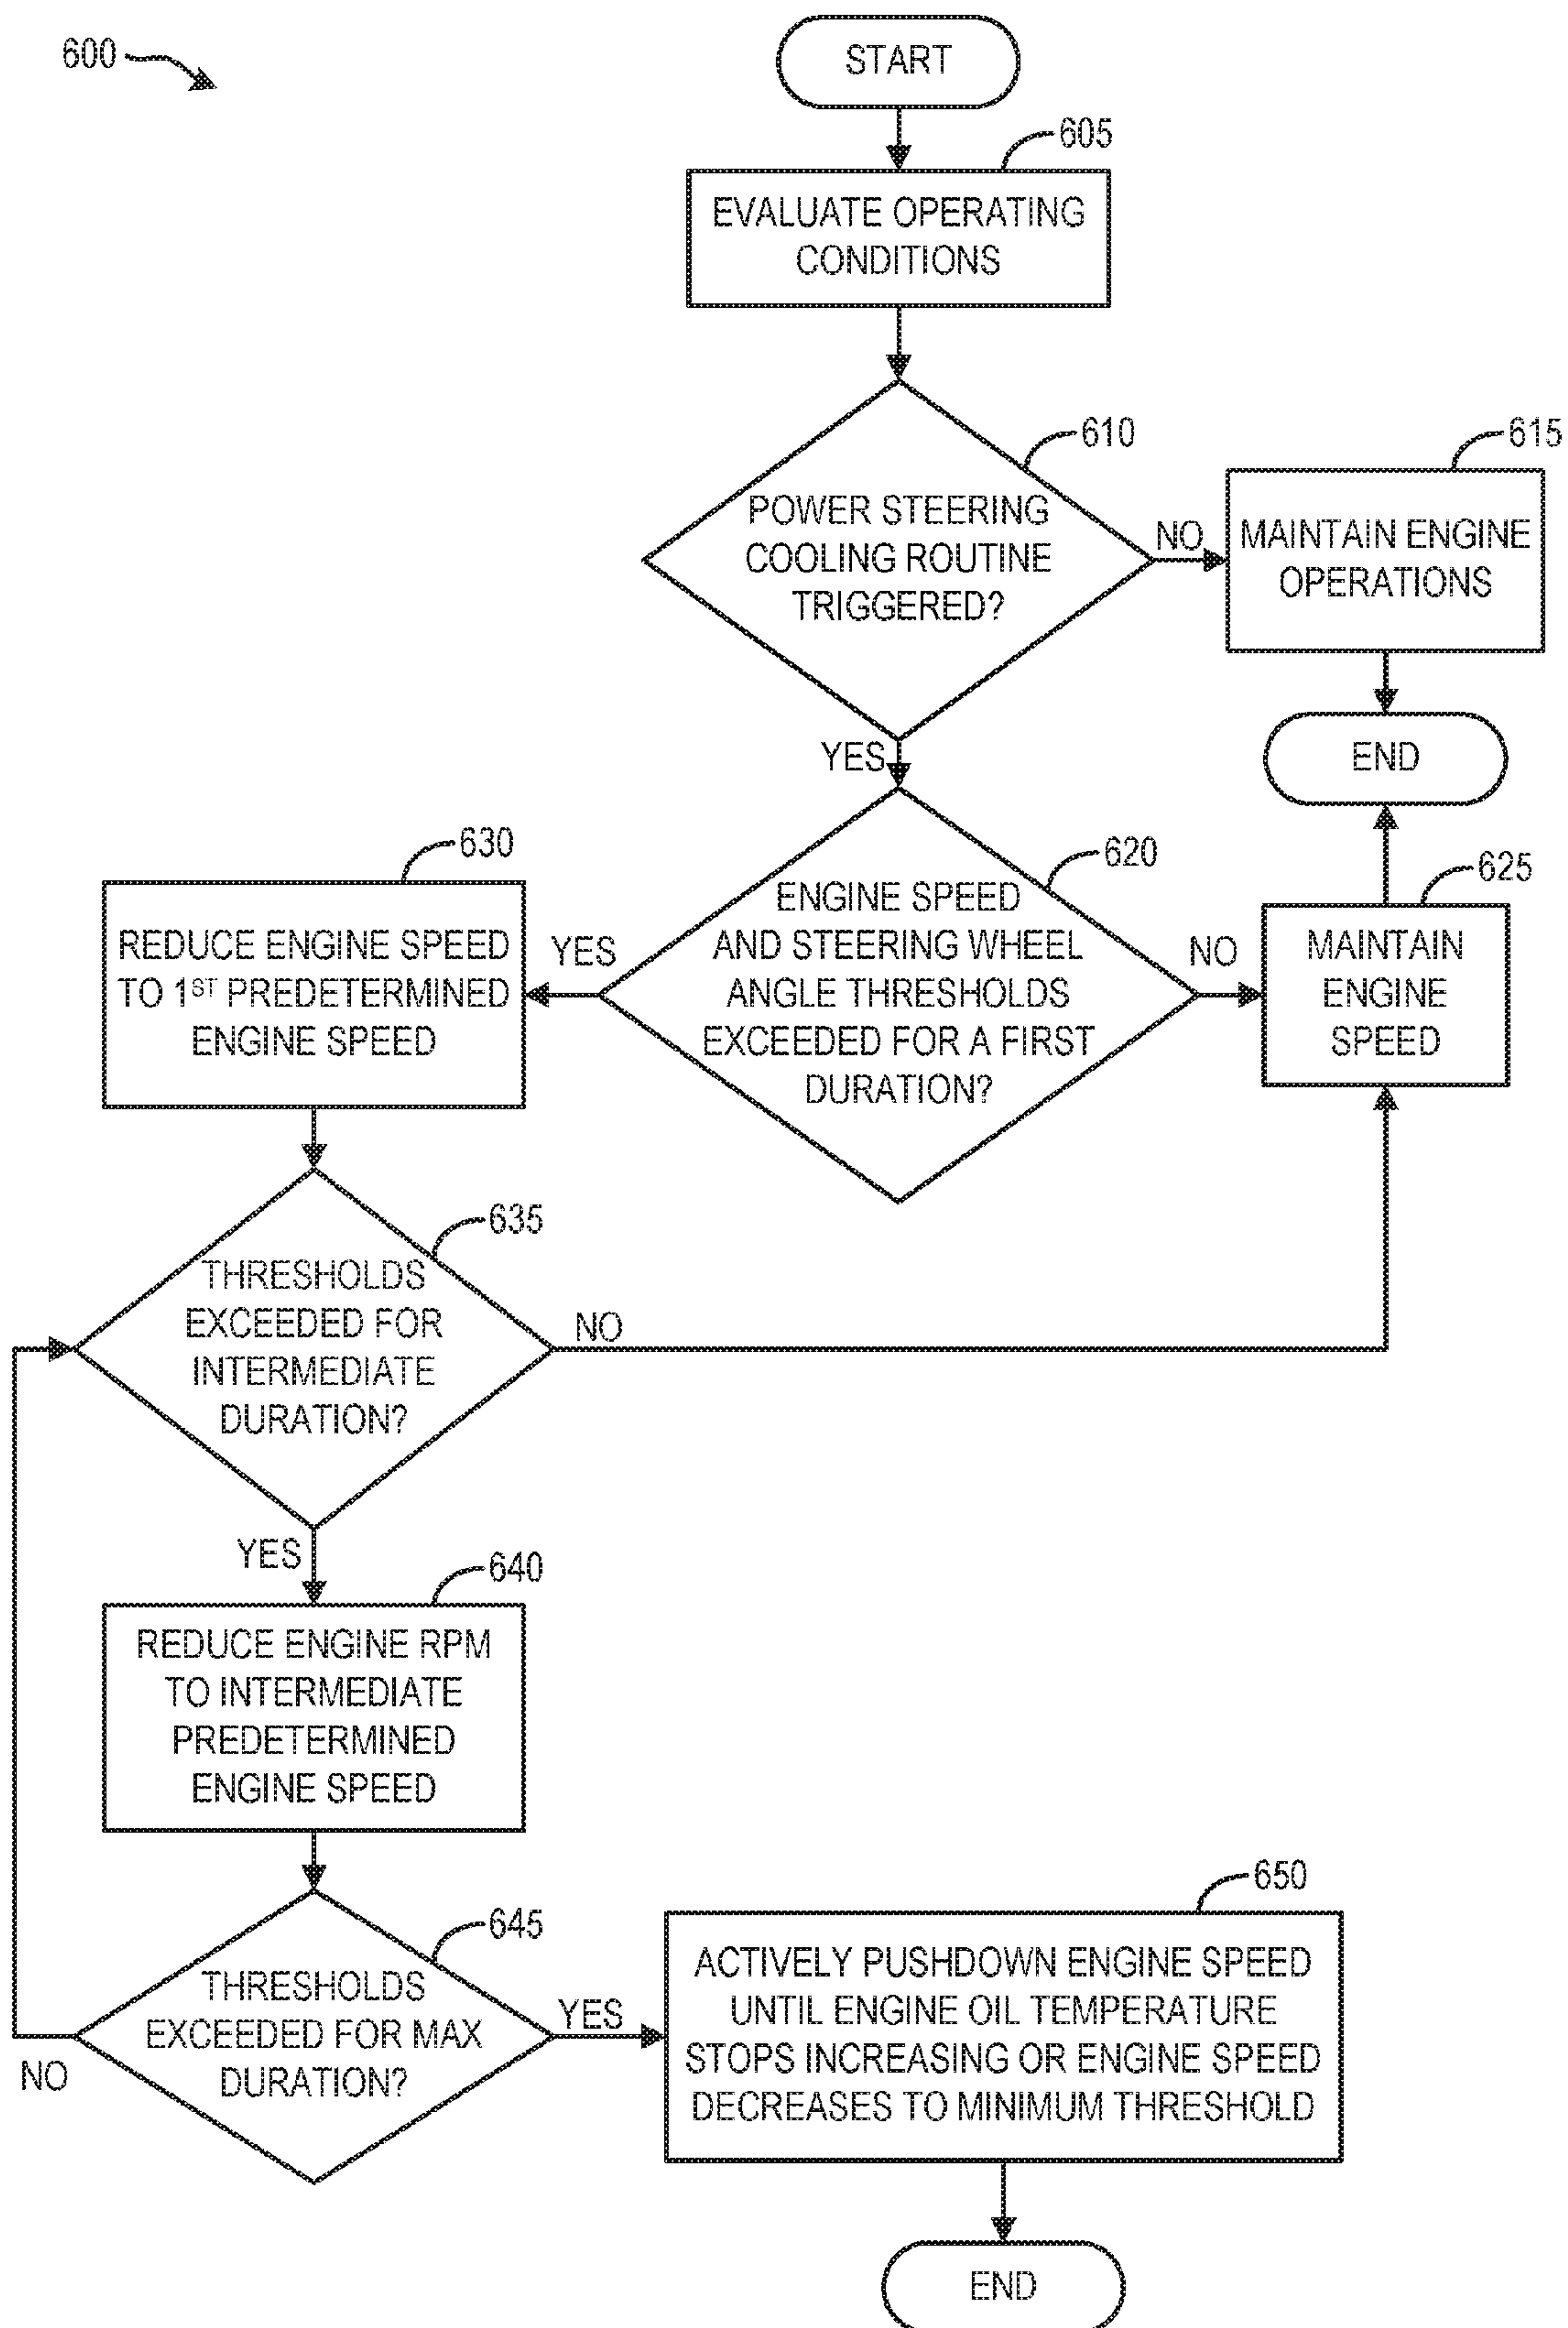 600
START
605
EVALUATE OPERATING
CONDITIONS
610
POWER STEERING
COOLING ROUTINE
TRIGGERED?
NO
615
MAINTAIN ENGINE
OPERATIONS
END
YES
620
ENGINE SPEED
AND STEERING WHEEL
ANGLE THRESHOLDS
EXCEEDED FOR A FIRST
DURATION?
NO
625
MAINTAIN
ENGINE
SPEED
YES
630
REDUCE ENGINE SPEED
TO 1ST PREDETERMINED
ENGINE SPEED
635
THRESHOLDS
EXCEEDED FOR
INTERMEDIATE
DURATION?
NO
YES
640
REDUCE ENGINE RPM
TO INTERMEDIATE
PREDETERMINED
ENGINE SPEED
645
THRESHOLDS
EXCEEDED FOR MAX
DURATION?
NO
YES
650
ACTIVELY PUSHDOWN ENGINE SPEED
UNTIL ENGINE OIL TEMPERATURE
STOPS INCREASING OR ENGINE SPEED
DECREASES TO MINIMUM THRESHOLD
END